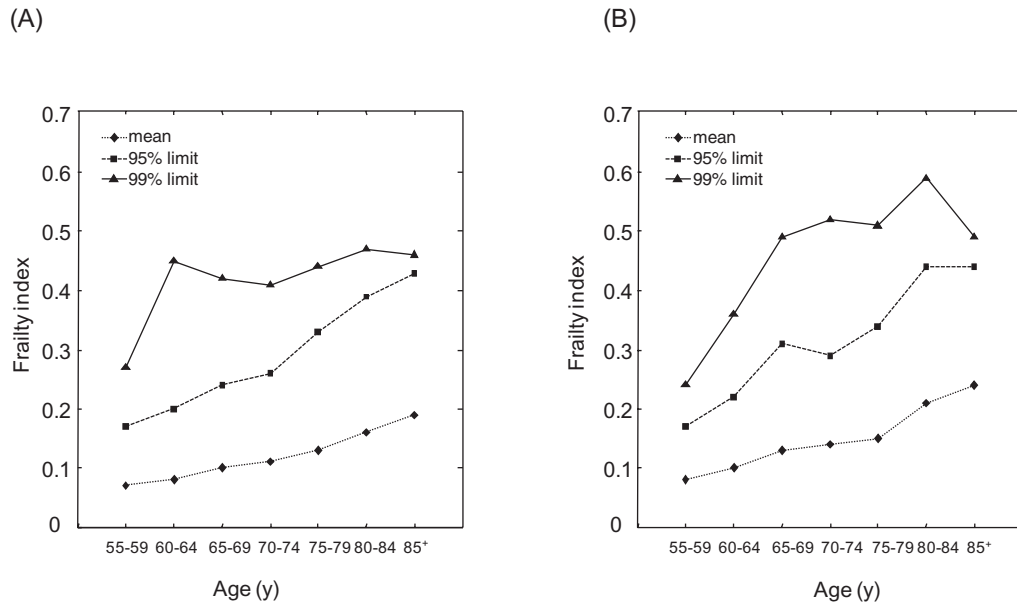 (A)
0.7
0.6
0.5
0.4
0.3
0.2
0.1
0
Frailty index
mean
95% limit
99% limit
55-59 60-64 65-69 70-74 75-79 80-84 85+
Age (y)
(B)
0.7
0.6
0.5
0.4
0.3
0.2
0.1
0
Frailty index
mean
95% limit
99% limit
55-59 60-64 65-69 70-74 75-79 80-84 85+
Age (y)